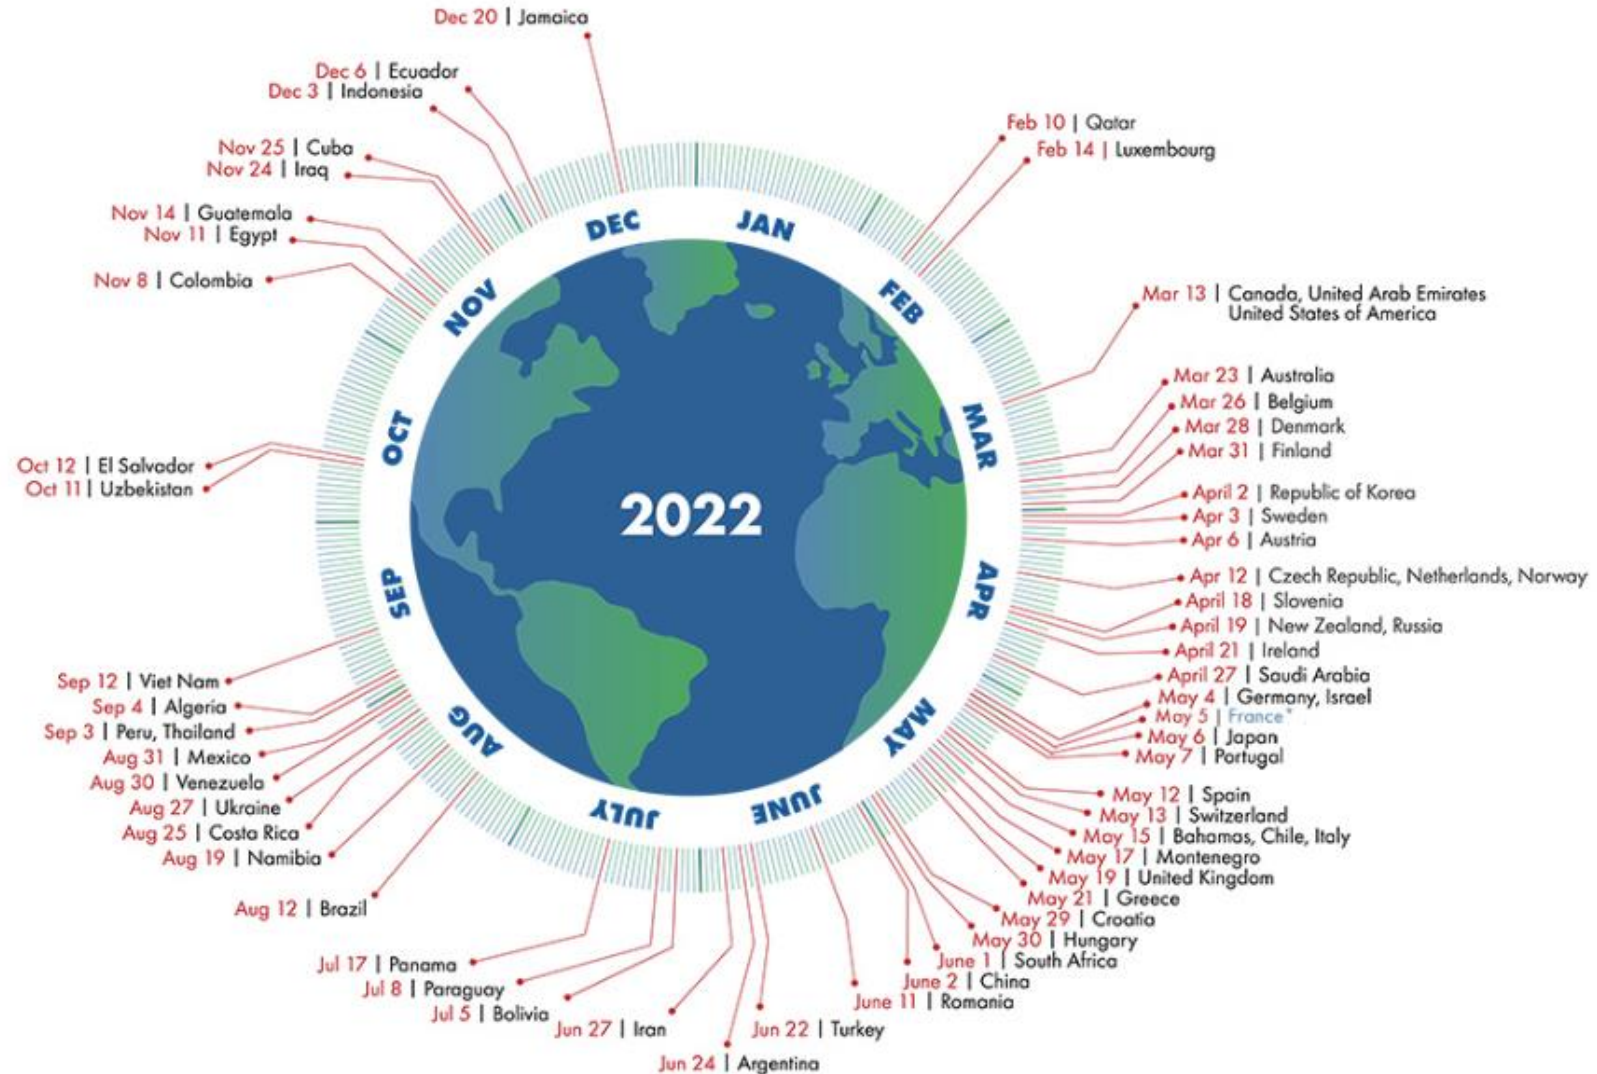 Dec 20 | Jamaica
Dec 6 | Ecuador
Dec 3 | Indonesia
Nov 25 | Cuba
Nov 24 | Iraq
Nov 14 | Guatemala
Nov 11 | Egypt
Nov 8 | Colombia
Oct 12 | El Salvador
Oct 11 | Uzbekistan
Sep 12 | Viet Nam
Sep 4 | Algeria
Sep 3 | Peru, Thailand
Aug 31 | Mexico
Aug 30 | Venezuela
Aug 27 | Ukraine
Aug 25 | Costa Rica
Aug 19 | Namibia
Aug 12 | Brazil
Jul 17 | Panama
Jul 8 | Paraguay
Jul 5 | Bolivia
Jun 27 | Iran
Jun 24 | Argentina
Jun 22 | Turkey
Feb 10 | Qatar
Feb 14 | Luxembourg
Mar 13 | Canada, United Arab Emirates
United States of America
Mar 23 | Australia
Mar 26 | Belgium
Mar 28 | Denmark
Mar 31 | Finland
April 2 | Republic of Korea
Apr 3 | Sweden
Apr 6 | Austria
Apr 12 | Czech Republic, Netherlands, Norway
April 18 | Slovenia
April 19 | New Zealand, Russia
April 21 | Ireland
April 27 | Saudi Arabia
May 4 | Germany, Israel
May 5 | France*
May 6 | Japan
May 7 | Portugal
May 12 | Spain
May 13 | Switzerland
May 15 | Bahamas, Chile, Italy
May 17 | Montenegro
May 19 | United Kingdom
May 21 | Greece
May 29 | Croatia
May 30 | Hungary
June 1 | South Africa
June 2 | China
June 11 | Romania
JAN
FEB
MAR
APR
MAY
JUNE
JULY
AUG
SEP
OCT
NOV
DEC
2022